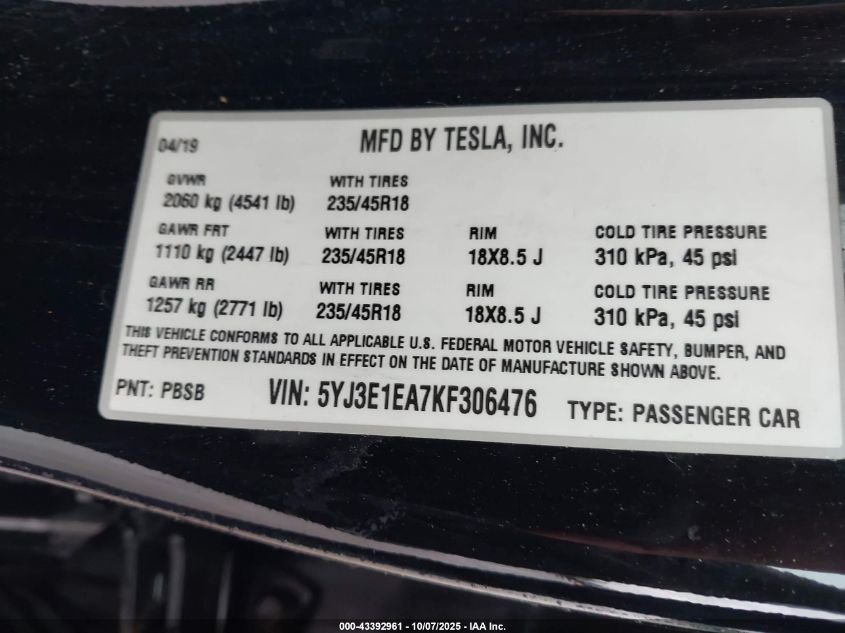 04/19 MFD BY TESLA, INC.
GVWR WITH TIRES
2060 kg (4541 lb) 235/45R18
GAWR FRT WITH TIRES RIM COLD TIRE PRESSURE
1110 kg (2447 lb) 235/45R18 18X8.5 J 310 kPa, 45 psi
GAWR RR WITH TIRES RIM COLD TIRE PRESSURE
1257 kg (2771 lb) 235/45R18 18X8.5 J 310 kPa, 45 psi
THIS VEHICLE CONFORMS TO ALL APPLICABLE U.S. FEDERAL MOTOR VEHICLE SAFETY, BUMPER, AND
THEFT PREVENTION STANDARDS IN EFFECT ON THE DATE OF MANUFACTURE SHOWN ABOVE.
PNT: PBSB VIN: 5YJ3E1EA7KF306476 TYPE: PASSENGER CAR
000-43392961 - 10/07/2025 - IAA Inc.